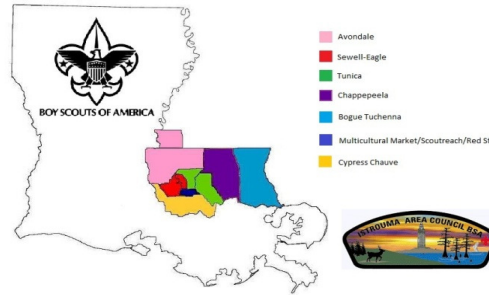 BOY SCOUTS OF AMERICA
Avondale
Sewell-Eagle
Tunica
Chappepeela
Bogue Tuchenna
Multicultural Market/Scoutreach/Red St
Cypress Chauve
ISTROUMA AREA COUNCIL BSA